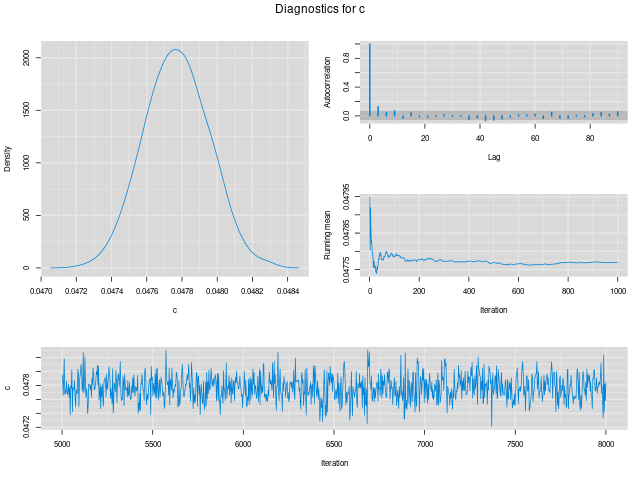 Diagnostics for c
Density
0 500 1000 1500 2000
0.0470 0.0472 0.0474 0.0476 0.0478 0.0480 0.0482 0.0484
c
Autocorrelation
0.0 0.4 0.8
0 20 40 60 80
Lag
Running mean
0.04775 0.04785 0.04795
0 200 400 600 800 1000
Iteration
c
0.0472 0.0478
5000 5500 6000 6500 7000 7500 8000
Iteration